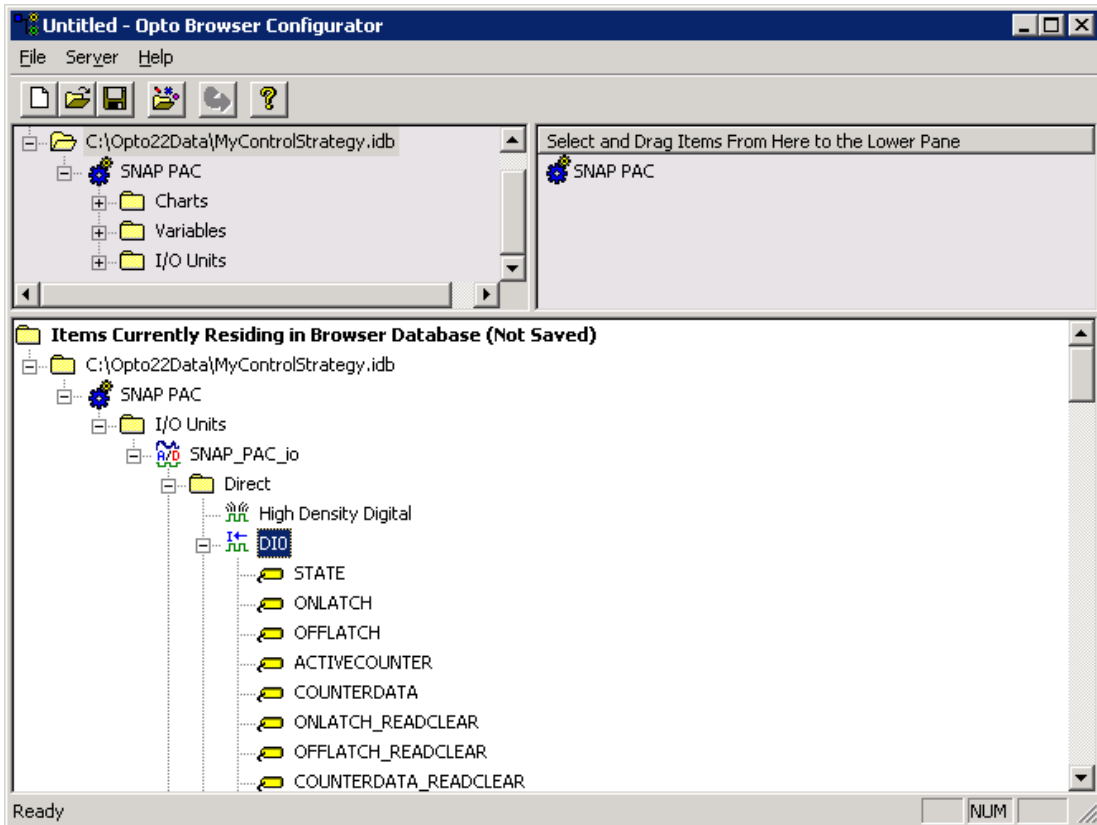 Untitled - Opto Browser Configurator
File Server Help
C:\Opto22Data\MyControlStrategy.idb
SNAP PAC
Charts
Variables
I/O Units
Select and Drag Items From Here to the Lower Pane
SNAP PAC
Items Currently Residing in Browser Database (Not Saved)
C:\Opto22Data\MyControlStrategy.idb
SNAP PAC
I/O Units
A/D SNAP_PAC_io
Direct
High Density Digital
DIO
STATE
ONLATCH
OFFLATCH
ACTIVECOUNTER
COUNTERDATA
ONLATCH_READCLEAR
OFFLATCH_READCLEAR
COUNTERDATA_READCLEAR
Ready NUM